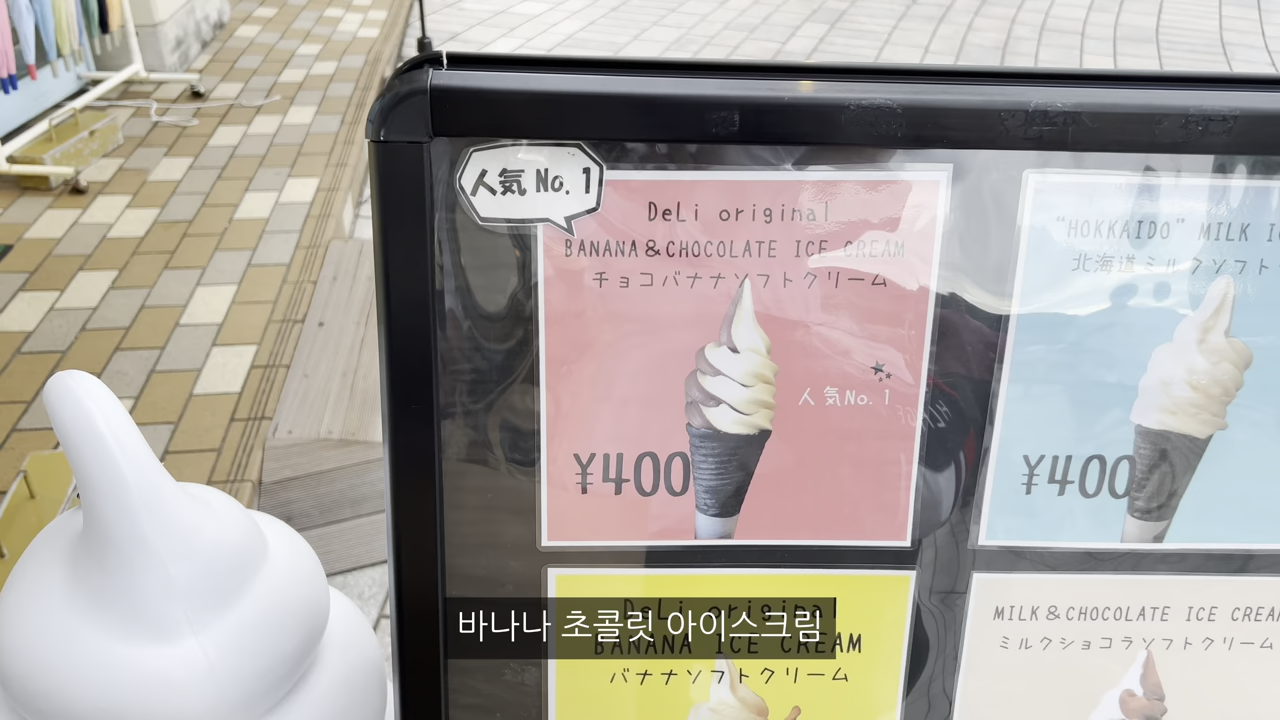 人気 No. 1
DeLi original
BANANA & CHOCOLATE ICE CREAM
チョコバナナソフトクリーム
人気No. 1
¥400
"HOKKAIDO" MILK
北海道ミルクソフト
¥400
DeLi original
BANANA ICE CREAM
バナナソフトクリーム
MILK & CHOCOLATE ICE CREAM
ミルクショコラソフトクリーム
바나나 초콜릿 아이스크림